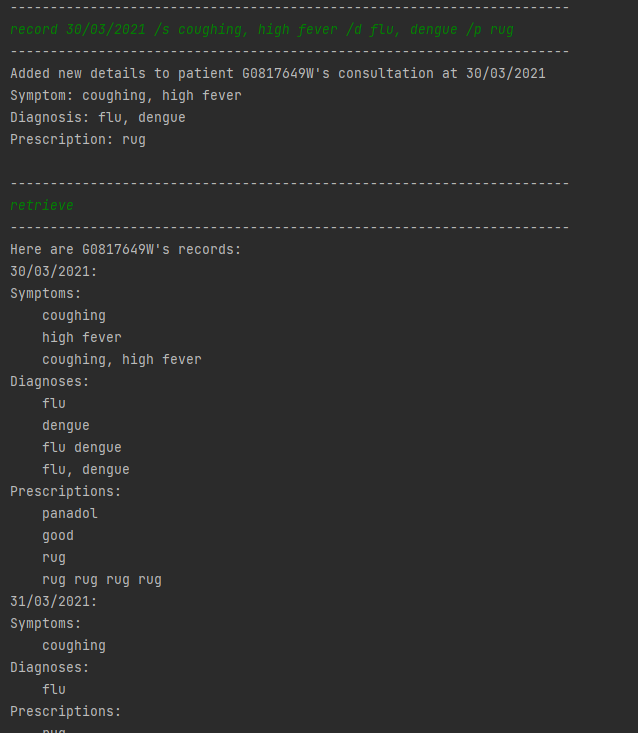 ----------------------------------------------------------------------
record 30/03/2021 /s coughing, high fever /d flu, dengue /p rug
----------------------------------------------------------------------
Added new details to patient G0817649W's consultation at 30/03/2021
Symptom: coughing, high fever
Diagnosis: flu, dengue
Prescription: rug
----------------------------------------------------------------------
retrieve
----------------------------------------------------------------------
Here are G0817649W's records:
30/03/2021:
Symptoms:
coughing
high fever
coughing, high fever
Diagnoses:
flu
dengue
flu dengue
flu, dengue
Prescriptions:
panadol
good
rug
rug rug rug rug
31/03/2021:
Symptoms:
coughing
Diagnoses:
flu
Prescriptions:
rug